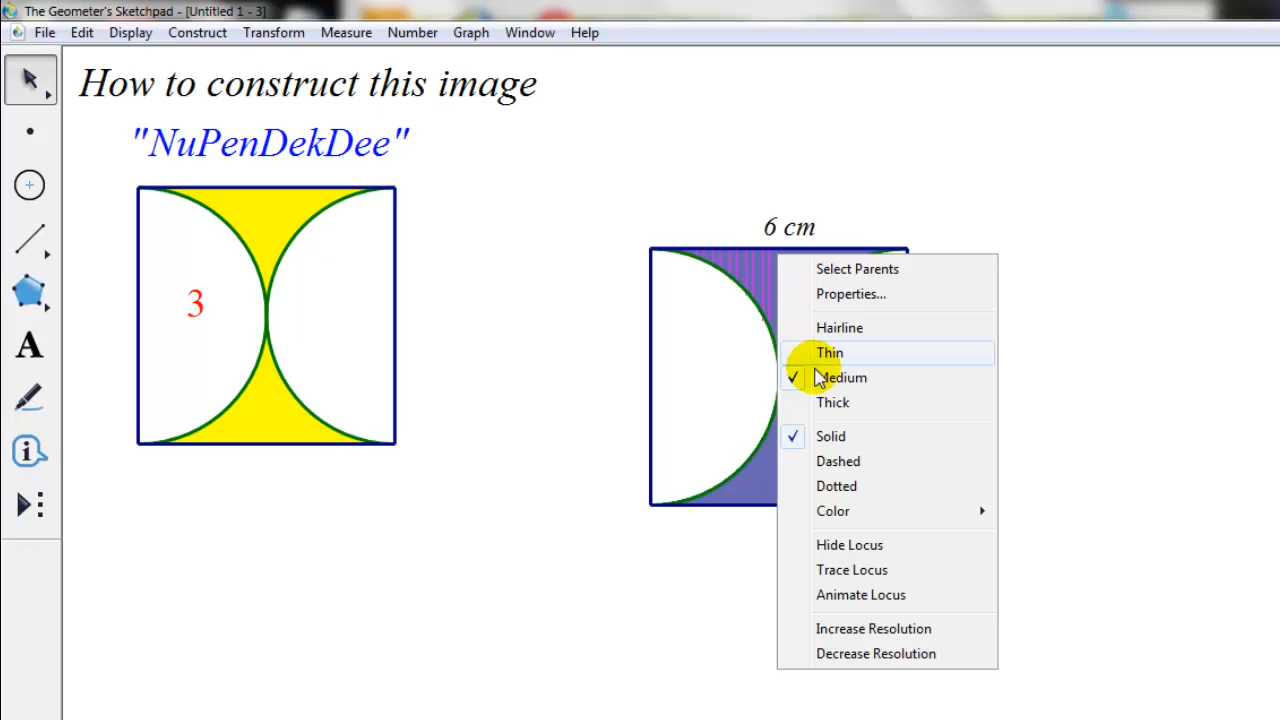 The Geometer's Sketchpad - [Untitled 1 - 3]
File Edit Display Construct Transform Measure Number Graph Window Help
How to construct this image
"NuPenDekDee"
3
6 cm
Select Parents
Properties...
Hairline
Thin
Medium
Thick
Solid
Dashed
Dotted
Color
Hide Locus
Trace Locus
Animate Locus
Increase Resolution
Decrease Resolution
A